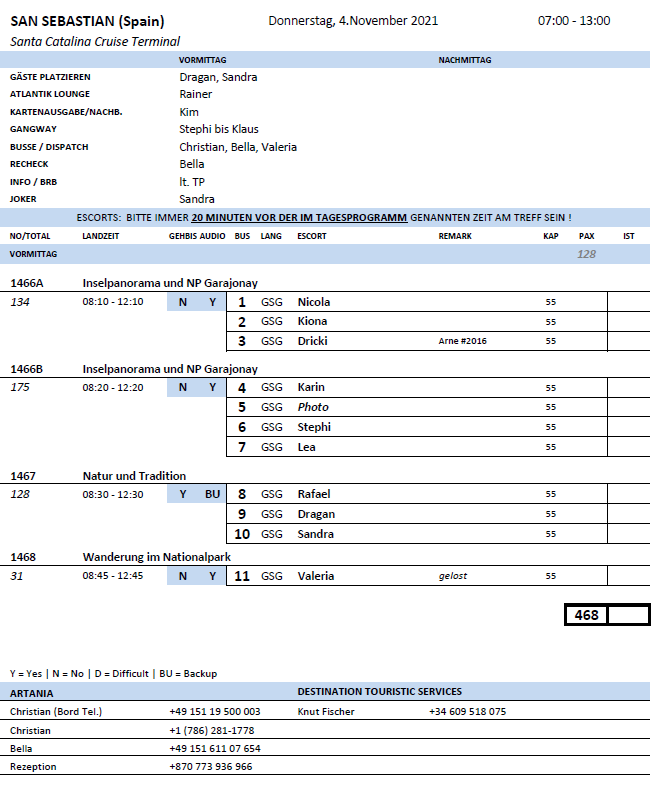 SAN SEBASTIAN (Spain) Donnerstag, 4.November 2021 07:00 - 13:00
Santa Catalina Cruise Terminal
VORMITTAG NACHMITTAG
GÄSTE PLATZIEREN Dragan, Sandra
ATLANTIK LOUNGE Rainer
KARTENAUSGABE/NACHB. Kim
GANGWAY Stephi bis Klaus
BUSSE / DISPATCH Christian, Bella, Valeria
RECHECK Bella
INFO / BRB lt. TP
JOKER Sandra
ESCORTS: BITTE IMMER 20 MINUTEN VOR DER IM TAGESPROGRAMM GENANNTEN ZEIT AM TREFF SEIN !
NO/TOTAL LANDZEIT GEHBIS AUDIO BUS LANG ESCORT REMARK KAP PAX IST
VORMITTAG 128
1466A Inselpanorama und NP Garajonay
134 08:10 - 12:10 N Y 1 GSG Nicola 55
2 GSG Kiona 55
3 GSG Dricki Arne #2016 55
1466B Inselpanorama und NP Garajonay
175 08:20 - 12:20 N Y 4 GSG Karin 55
5 GSG Photo 55
6 GSG Stephi 55
7 GSG Lea 55
1467 Natur und Tradition
128 08:30 - 12:30 Y BU 8 GSG Rafael 55
9 GSG Dragan 55
10 GSG Sandra 55
1468 Wanderung im Nationalpark
31 08:45 - 12:45 N Y 11 GSG Valeria gelost 55
468
Y = Yes | N = No | D = Difficult | BU = Backup
ARTANIA DESTINATION TOURISTIC SERVICES
Christian (Bord Tel.) +49 151 19 500 003 Knut Fischer +34 609 518 075
Christian +1 (786) 281-1778
Bella +49 151 611 07 654
Rezeption +870 773 936 966